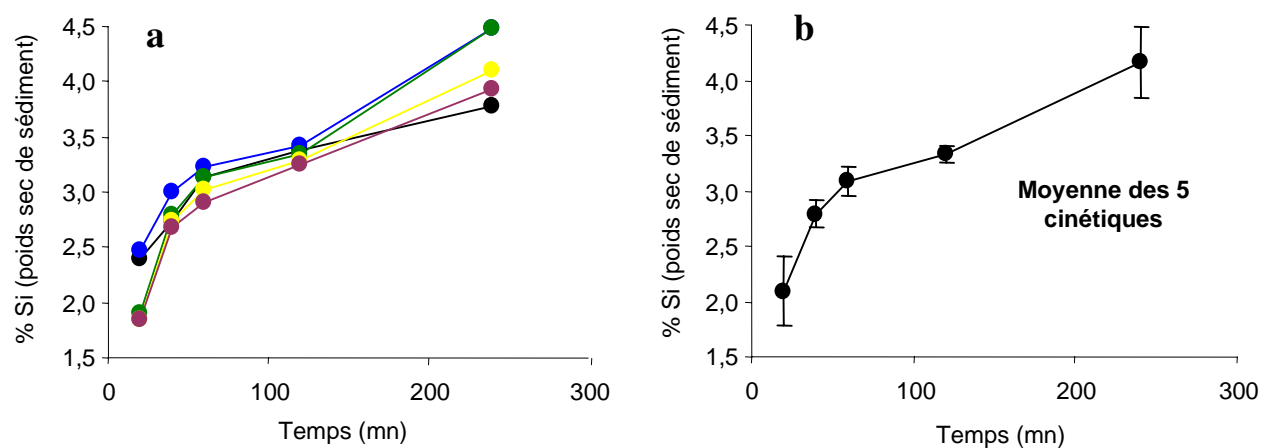 a
4,5
4,0
3,5
3,0
2,5
2,0
1,5
% Si (poids sec de sédiment)
0
100
200
300
Temps (mn)
b
4,5
4,0
3,5
3,0
2,5
2,0
1,5
% Si (poids sec de sédiment)
Moyenne des 5
cinétiques
0
100
200
300
Temps (mn)